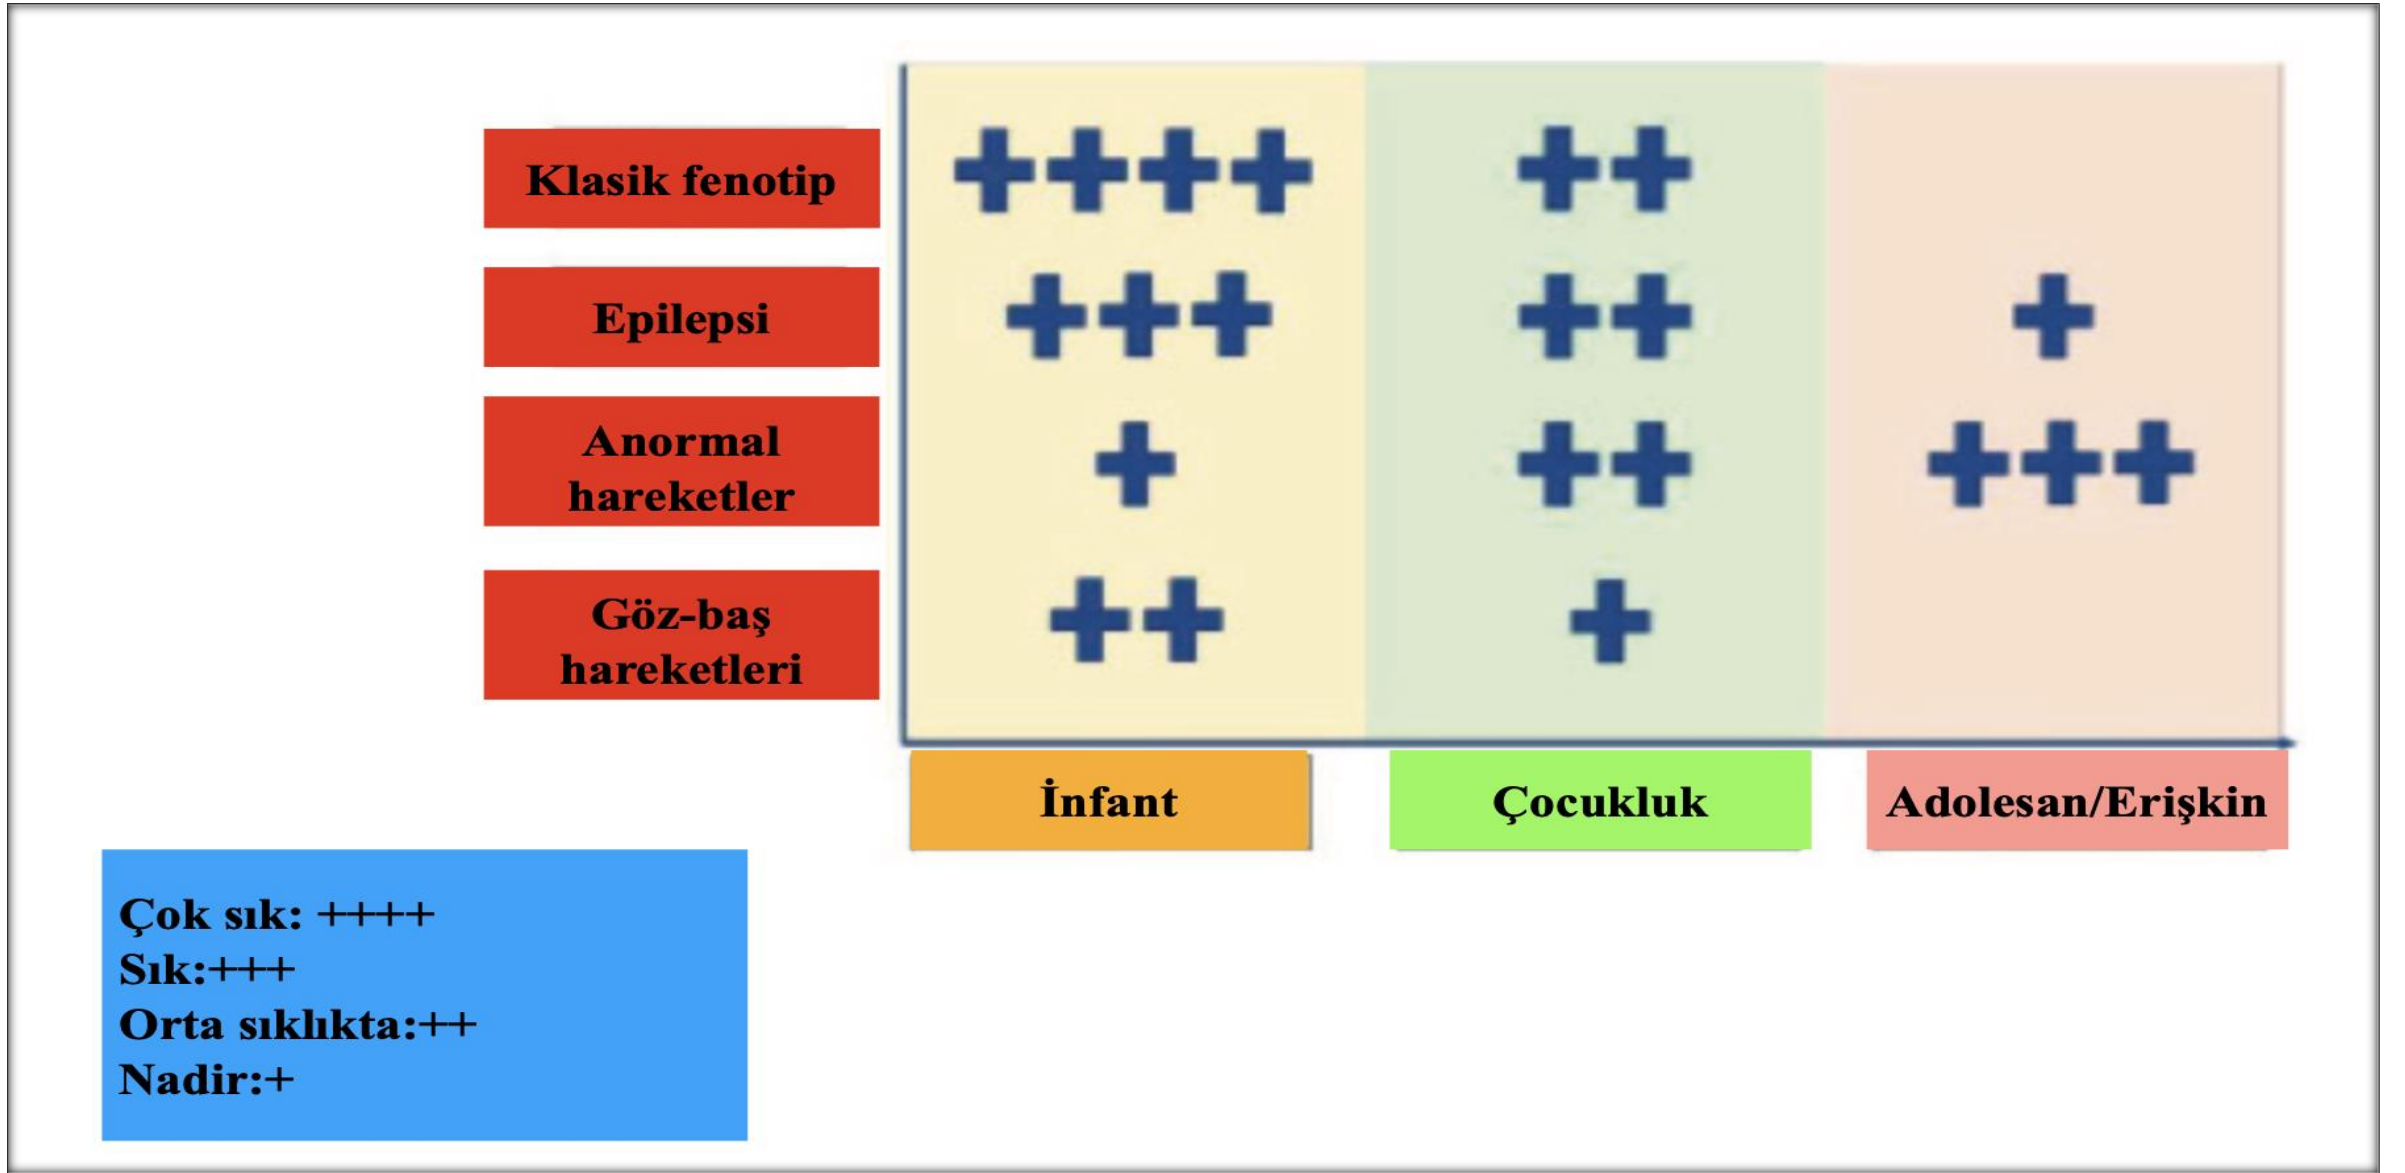 Klasik fenotip
++++
++
Epilepsi
+++
++
+
Anormal
hareketler
+
++
+++
Göz-baş
hareketleri
++
+
İnfant
Çocukluk
Adolesan/Erişkin
Çok sık: ++++
Sık:+++
Orta sıklıkta:++
Nadir:+